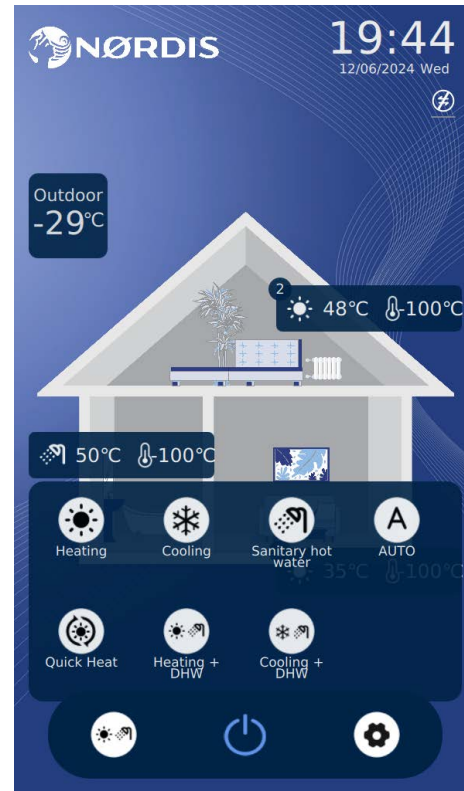 NØRDIS
19:44
12/06/2024 Wed
Outdoor
-29°C
2
48°C -100°C
50°C -100°C
Heating
Cooling
Sanitary hot
water
AUTO
35°C -100°C
Quick Heat
Heating +
DHW
Cooling +
DHW